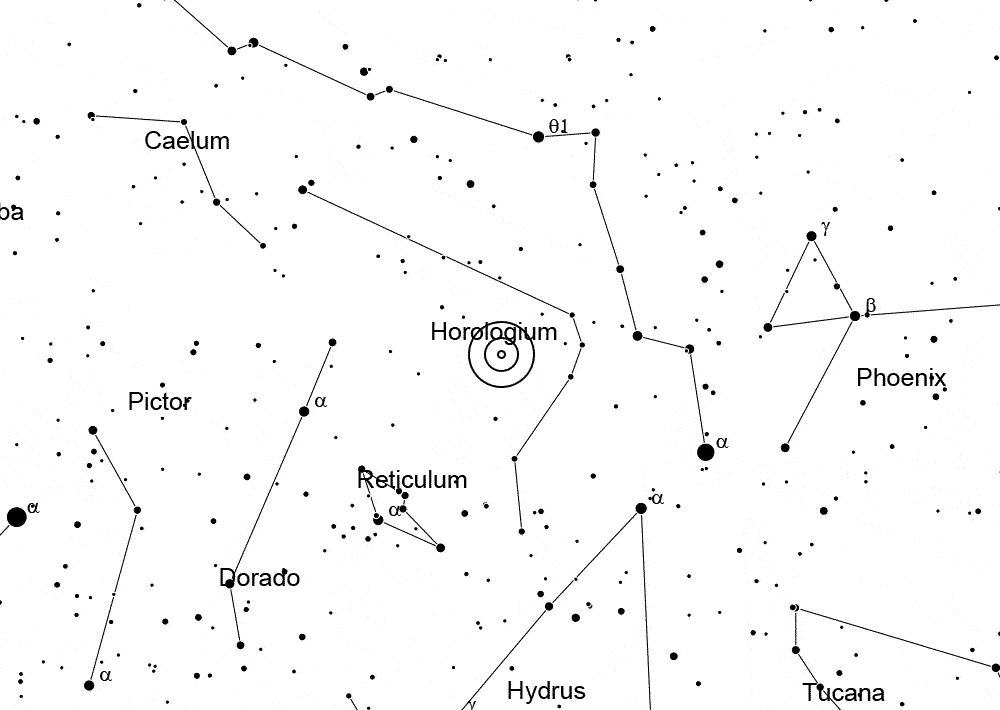 θ1
Caelum
ba
γ
β
Horologium
Phoenix
Pictor
α
α
Reticulum
α
α
α
α
Dorado
α
Hydrus
Tucana
γ